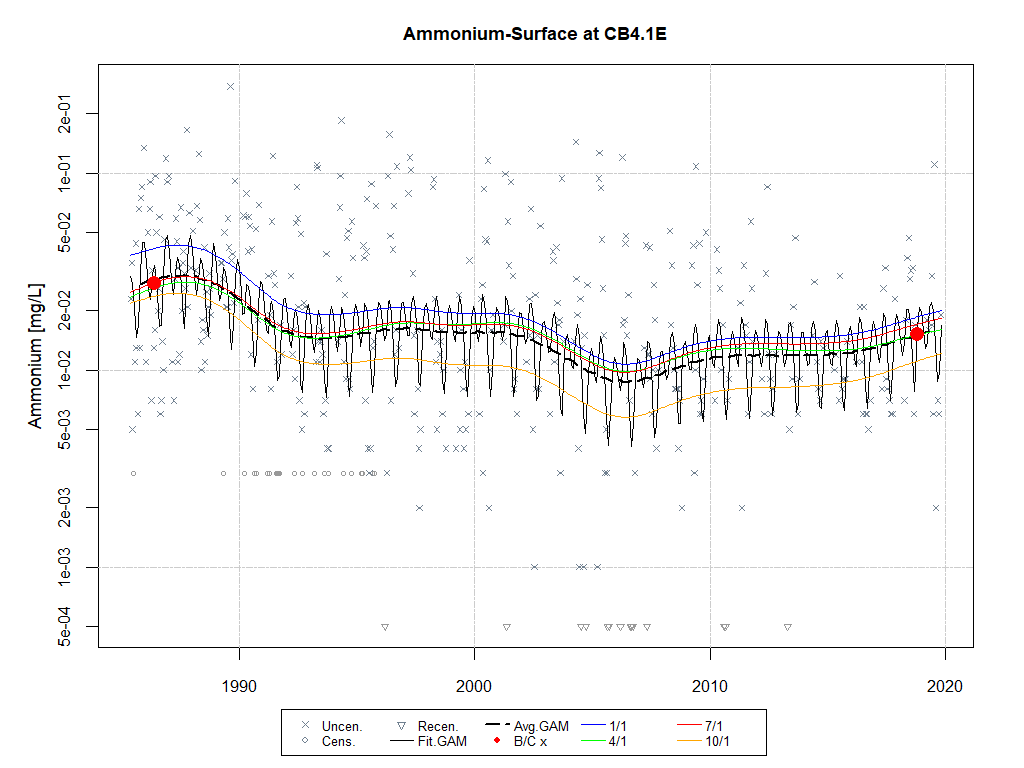 Ammonium-Surface at CB4.1E
Ammonium [mg/L]
2e-01
1e-01
5e-02
2e-02
1e-02
5e-03
2e-03
1e-03
5e-04
1990 2000 2010 2020
Uncen. Recen. Avg.GAM 1/1 7/1
Cens. Fit.GAM B/C x 4/1 10/1